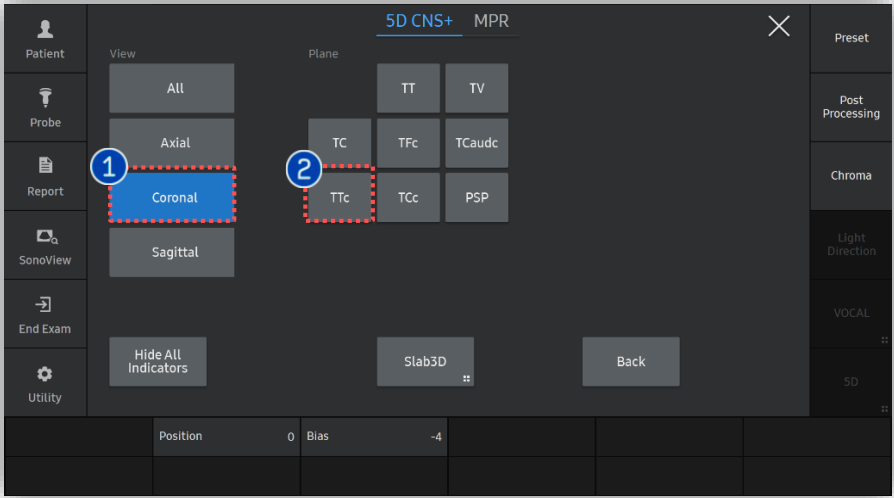 5D CNS+ MPR
Patient
Probe
Report
SonoView
End Exam
Utility
View
All
Axial
1
Coronal
Sagittal
Plane
TT TV
TC TFc TCaudc
2
TTc TCc PSP
Hide All
Indicators
Slab3D
Back
Preset
Post
Processing
Chroma
Light
Direction
VOCAL
5D
Position 0 Bias -4